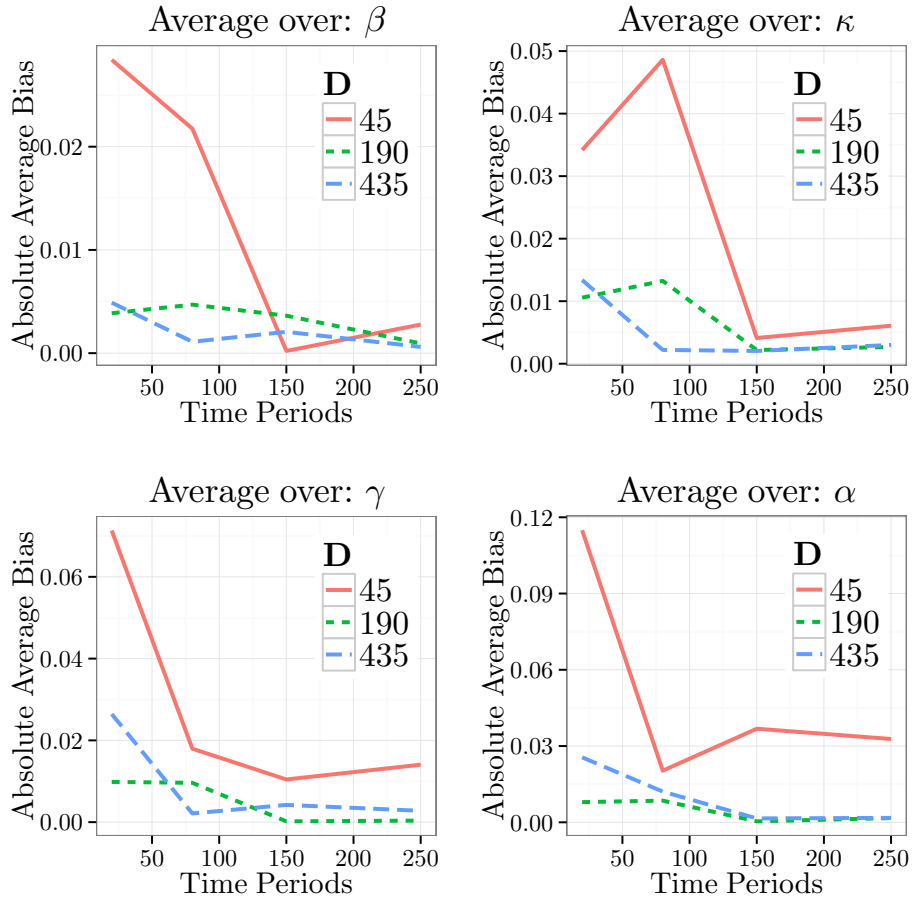 Average over: β
Absolute Average Bias
0.02
0.01
0.00
D
45
190
435
50 100 150 200 250
Time Periods
Average over: κ
Absolute Average Bias
0.05
0.04
0.03
0.02
0.01
0.00
D
45
190
435
50 100 150 200 250
Time Periods
Average over: γ
Absolute Average Bias
0.06
0.04
0.02
0.00
D
45
190
435
50 100 150 200 250
Time Periods
Average over: α
Absolute Average Bias
0.12
0.09
0.06
0.03
0.00
D
45
190
435
50 100 150 200 250
Time Periods